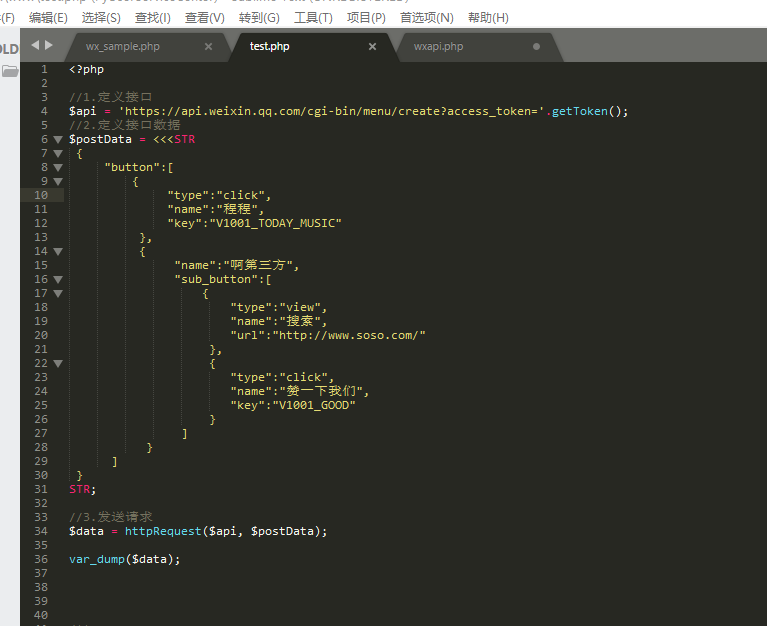 (F) 编辑(E) 选择(S) 查找(I) 查看(V) 转到(G) 工具(T) 项目(P) 首选项(N) 帮助(H)
OLD
wx_sample.php × test.php × wxapi.php
1 <?php
2
3 //1.定义接口
4 $api = 'https://api.weixin.qq.com/cgi-bin/menu/create?access_token='.getToken();
5 //2.定义接口数据
6 $postData = <<<STR
7 {
8 "button":[
9 {
10 "type":"click",
11 "name":"程程",
12 "key":"V1001_TODAY_MUSIC"
13 },
14 {
15 "name":"啊第三方",
16 "sub_button":[
17 {
18 "type":"view",
19 "name":"搜索",
20 "url":"http://www.soso.com/"
21 },
22 {
23 "type":"click",
24 "name":"赞一下我们",
25 "key":"V1001_GOOD"
26 }
27 ]
28 }
29 ]
30 }
31 STR;
32
33 //3.发送请求
34 $data = httpRequest($api, $postData);
35
36 var_dump($data);
37
38
39
40